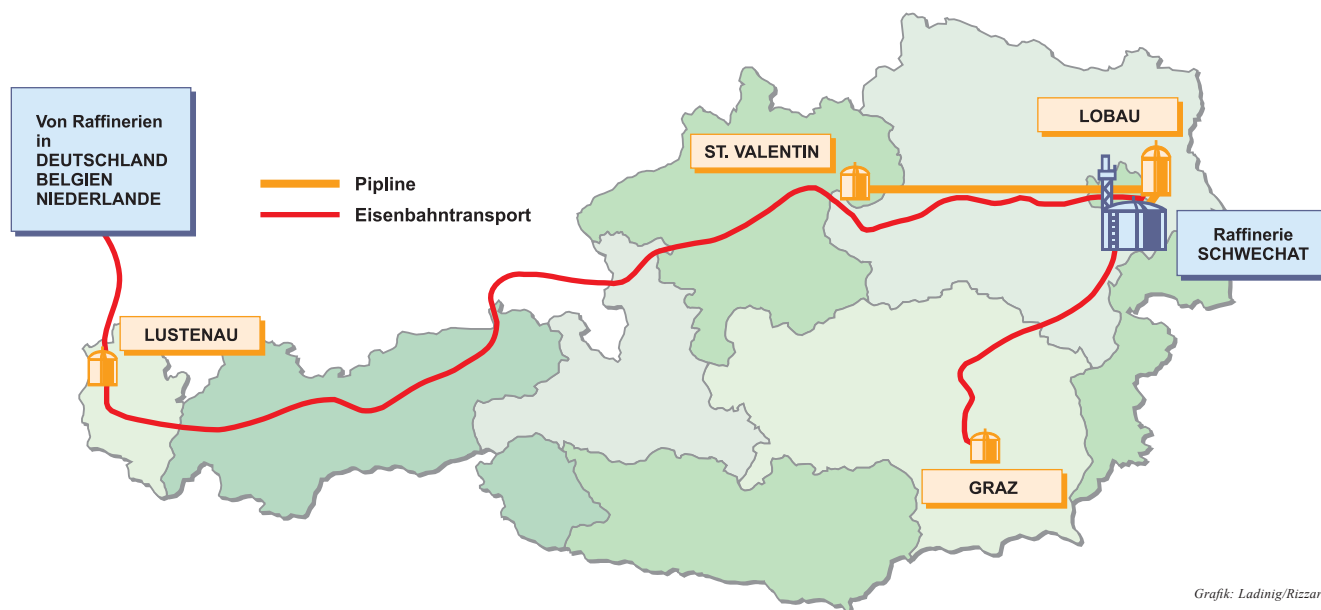 Von Raffinerien
in
DEUTSCHLAND
BELGIEN
NIEDERLANDE
Pipline
Eisenbahntransport
LOBAU
ST. VALENTIN
Raffinerie
SCHWECHAT
LUSTENAU
GRAZ
Grafik: Ladinig/Rizzar